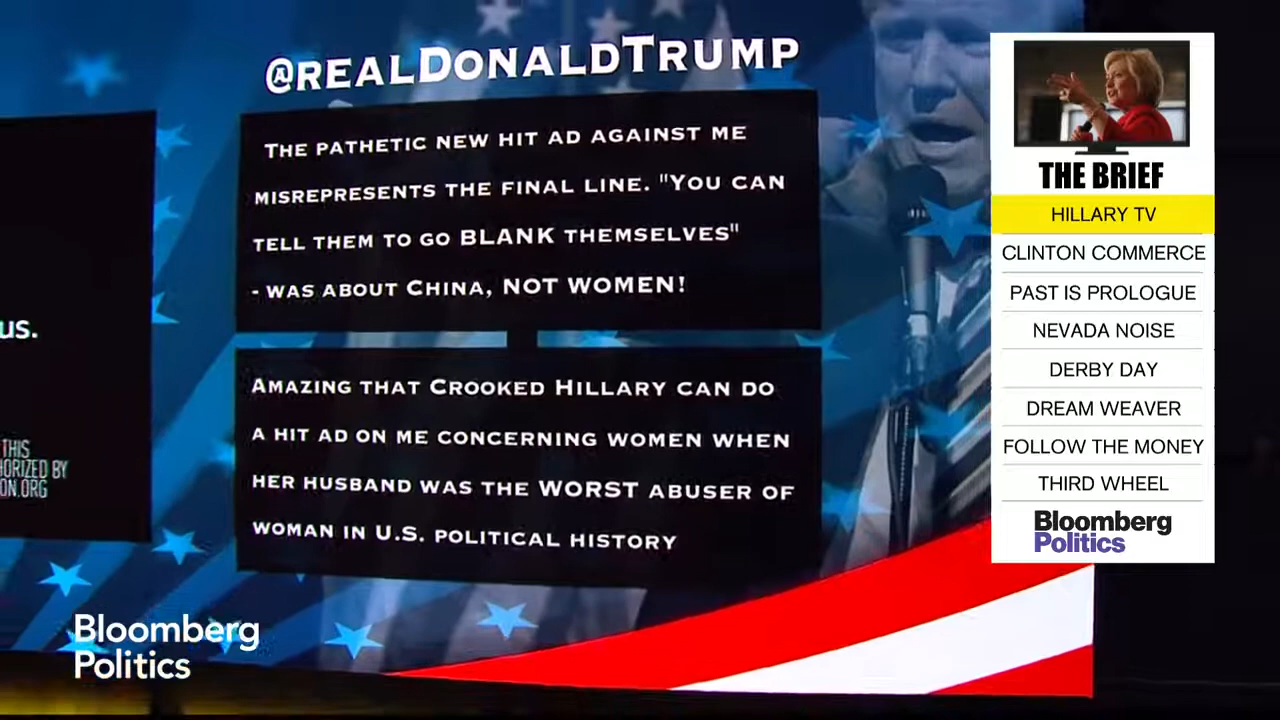 @REALDONALDTRUMP
THE PATHETIC NEW HIT AD AGAINST ME
MISREPRESENTS THE FINAL LINE. "YOU CAN
TELL THEM TO GO BLANK THEMSELVES"
- WAS ABOUT CHINA, NOT WOMEN!
AMAZING THAT CROOKED HILLARY CAN DO
A HIT AD ON ME CONCERNING WOMEN WHEN
HER HUSBAND WAS THE WORST ABUSER OF
WOMAN IN U.S. POLITICAL HISTORY
us.
THIS
BY
THE BRIEF
HILLARY TV
CLINTON COMMERCE
PAST IS PROLOGUE
NEVADA NOISE
DERBY DAY
DREAM WEAVER
FOLLOW THE MONEY
THIRD WHEEL
Bloomberg
Politics
Bloomberg
Politics